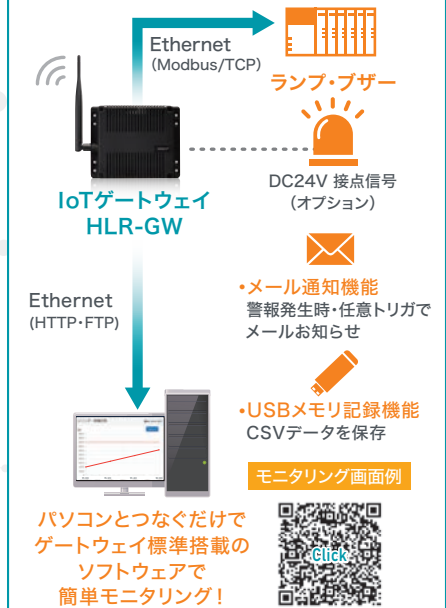 Ethernet
(Modbus/TCP)
ランプ・ブザー
IoTゲートウェイ
HLR-GW
DC24V 接点信号
(オプション)
Ethernet
(HTTP・FTP)
・メール通知機能
警報発生時・任意トリガで
メールお知らせ
・USBメモリ記録機能
CSVデータを保存
モニタリング画面例
Click
パソコンとつなぐだけで
ゲートウェイ標準搭載の
ソフトウェアで
簡単モニタリング!